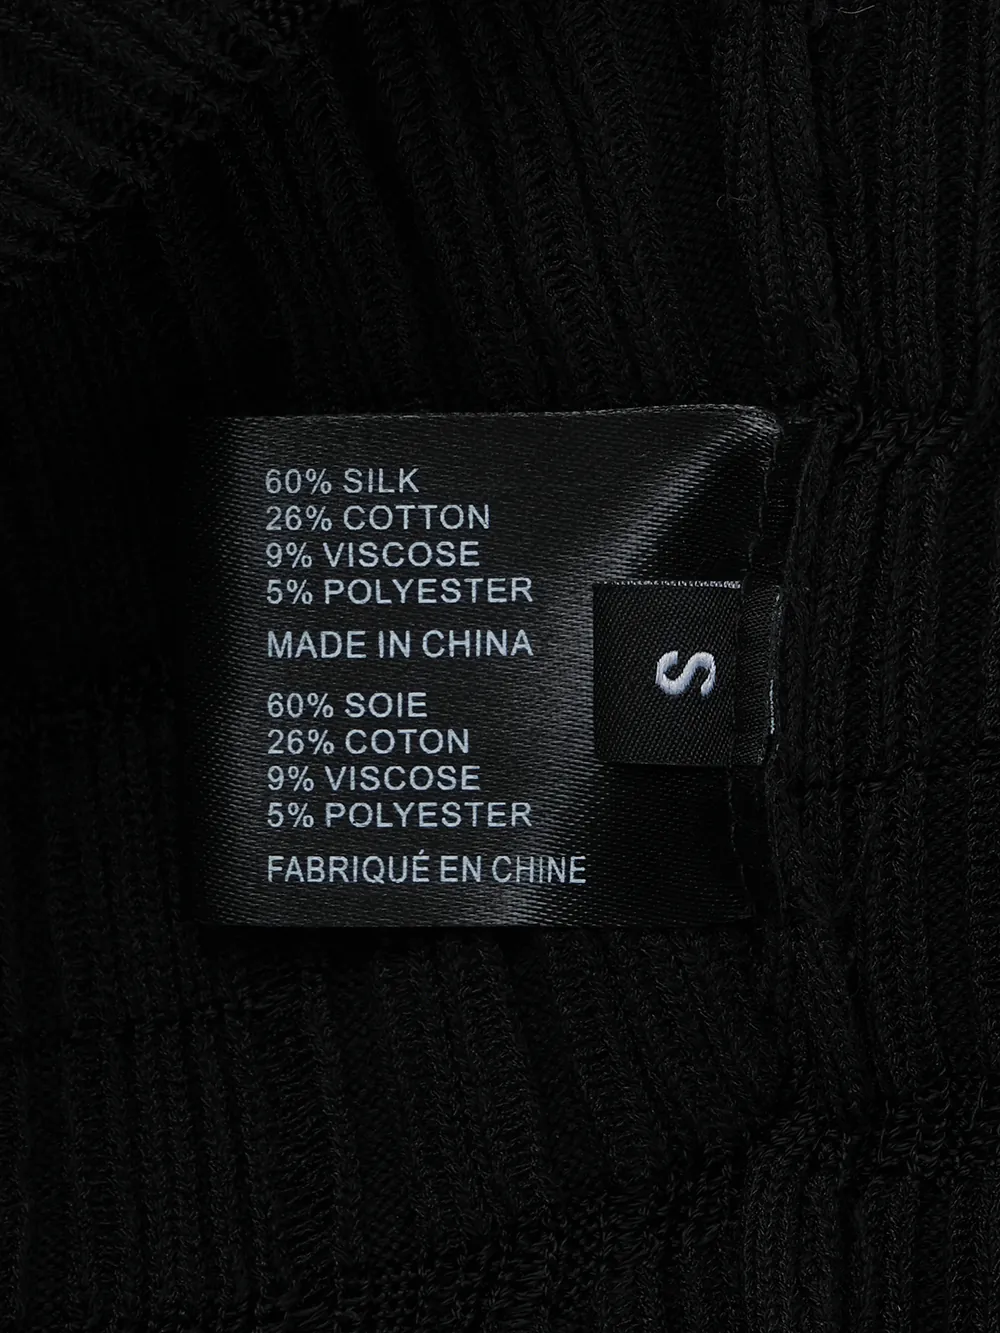 60% SILK
26% COTTON
9% VISCOSE
5% POLYESTER
MADE IN CHINA
60% SOIE
26% COTON
9% VISCOSE
5% POLYESTER
FABRIQUÉ EN CHINE
S